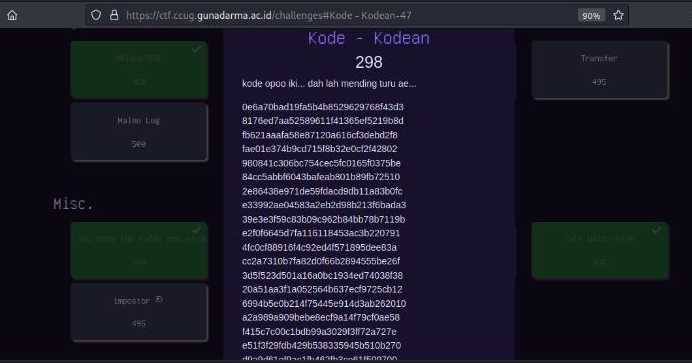 https://ctf.ccug.gunadarma.ac.id/challenges#Kode - Kodean-47
90%
Kode - Kodean
298
kode opoo iki... dah lah mending turu ae...
0e6a70bad19fa5b4b8529629768f43d3
8176ed7aa52589611f41365ef5219b8d
fb621aaafa58e87120a616cf3debd2f8
fae01e374b9cd715f8b32e0cf2f42802
980841c306bc754cec5fc0165f0375be
84cc5abbf6043bafeab801b89fb72510
2e86438e971de59fdacd9db11a83b0fc
e33992ae04583a2eb2d98b213f6bada3
39e3e3f59c83b09c962b84bb78b7119b
e2f0f6645d7fa116118453ac3b220791
4fc0cf88916f4c92ed4f571895dee83a
cc2a7310b7fa82d0f66b2894555be26f
3d5f523d501a16a0bc1934ed74038f38
20a51aa3f1a052564b637ecf9725cb12
6994b5e0b214f75445e914d3ab262010
a2a989a909bebe8ecf9a14f79cf0ae58
f415c7c00c1bdb99a3029f3ff72a727e
e51f3f29fdb429b538335945b510b270
Transfer
495
Maleo Log
500
Misc.
impostor
495